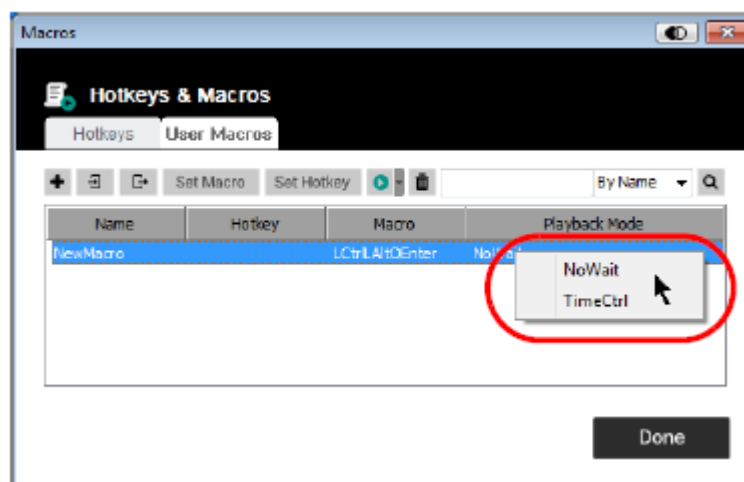 Macros
Hotkeys & Macros
Hotkeys User Macros
Set Macro Set Hotkey By Name
Name Hotkey Macro Playback Mode
NewMacro LCtrlLAltOEnter
NoWait
TimeCtrl
Done